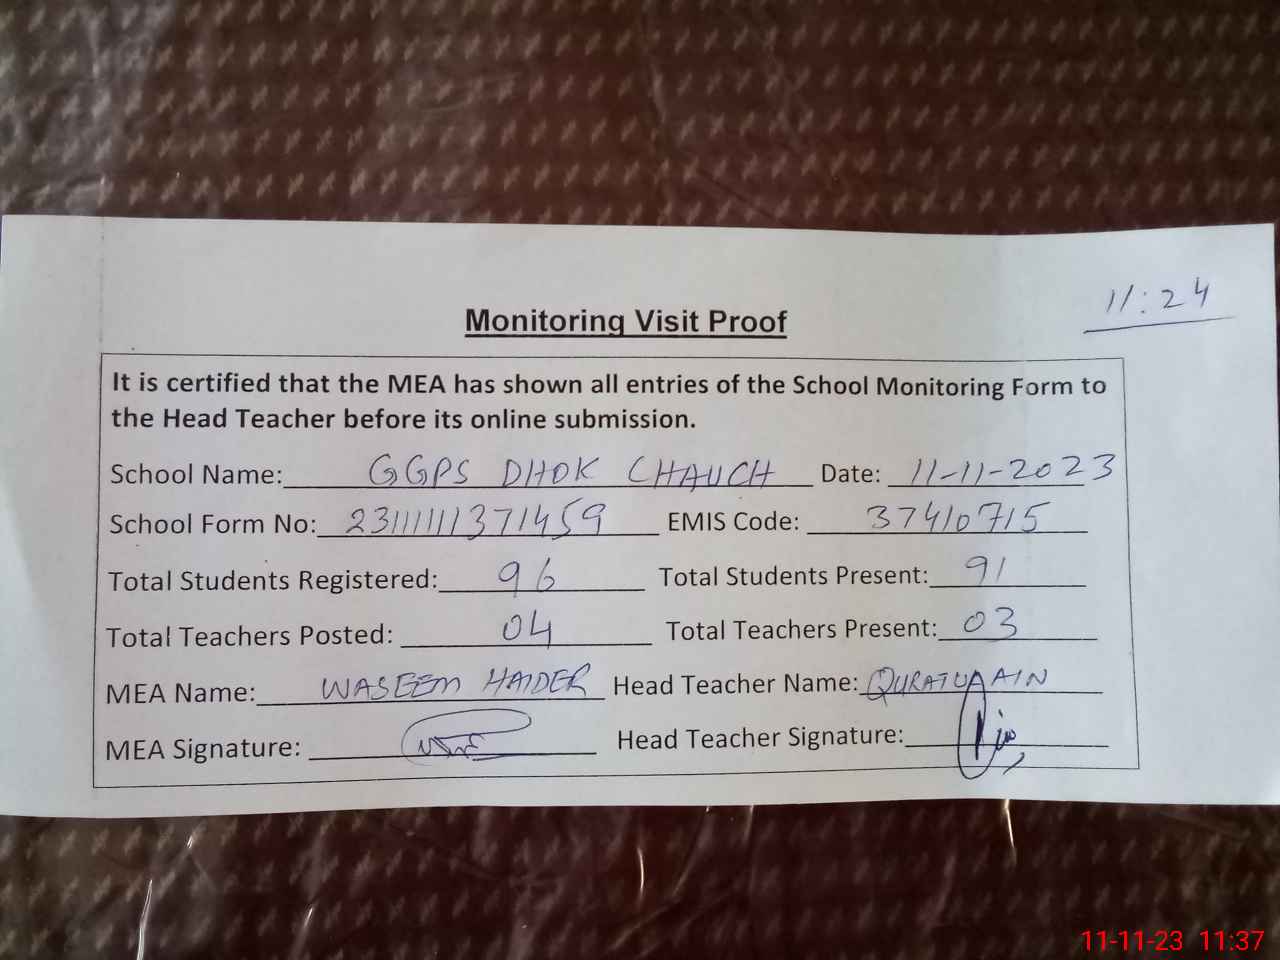 11:24
Monitoring Visit Proof
It is certified that the MEA has shown all entries of the School Monitoring Form to
the Head Teacher before its online submission.
School Name: GGPS DHOK CHAUCH Date: 11-11-2023
School Form No: EMIS Code: 37410715
Total Students Registered: 96 Total Students Present: 91
Total Teachers Posted: 04 Total Teachers Present: 03
MEA Name: WASEEM HAIDER Head Teacher Name: QURATUAAIN
MEA Signature: Head Teacher Signature:
11-11-23 11:37